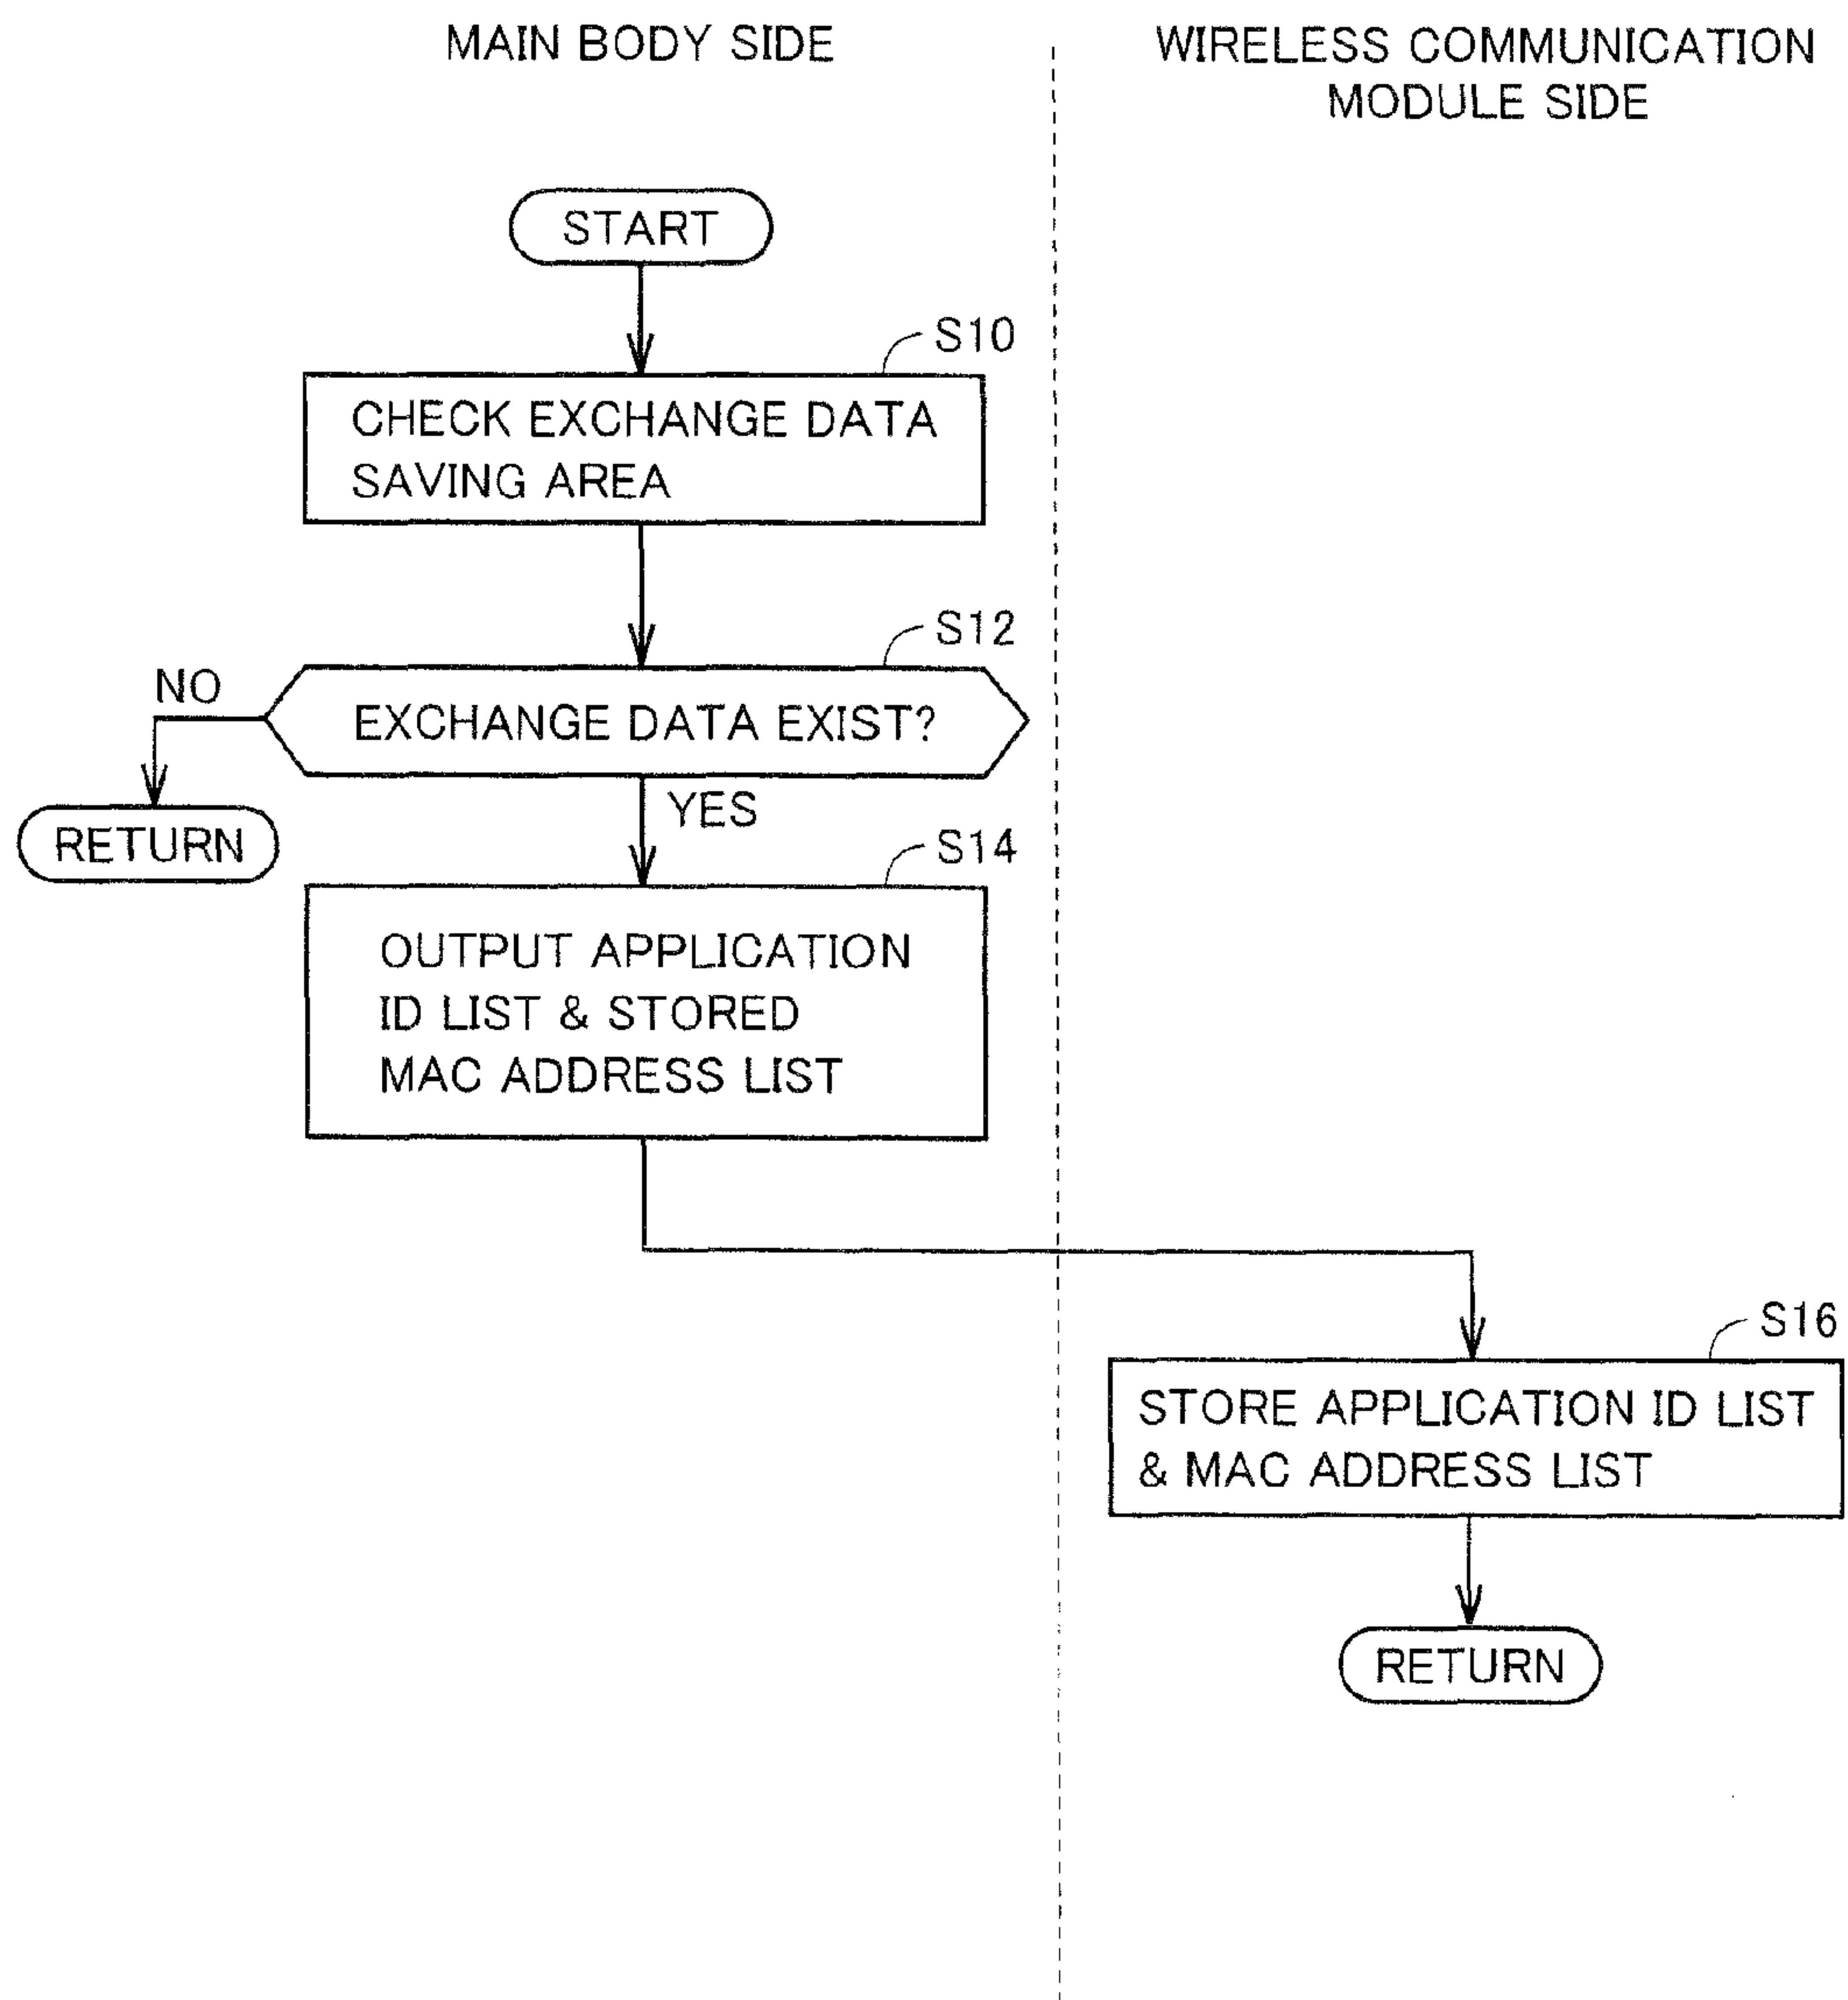 MAIN BODY SIDE
WIRELESS COMMUNICATION
MODULE SIDE
START
S10
CHECK EXCHANGE DATA
SAVING AREA
S12
NO
EXCHANGE DATA EXIST?
YES
RETURN
S14
OUTPUT APPLICATION
ID LIST & STORED
MAC ADDRESS LIST
S16
STORE APPLICATION ID LIST
& MAC ADDRESS LIST
RETURN